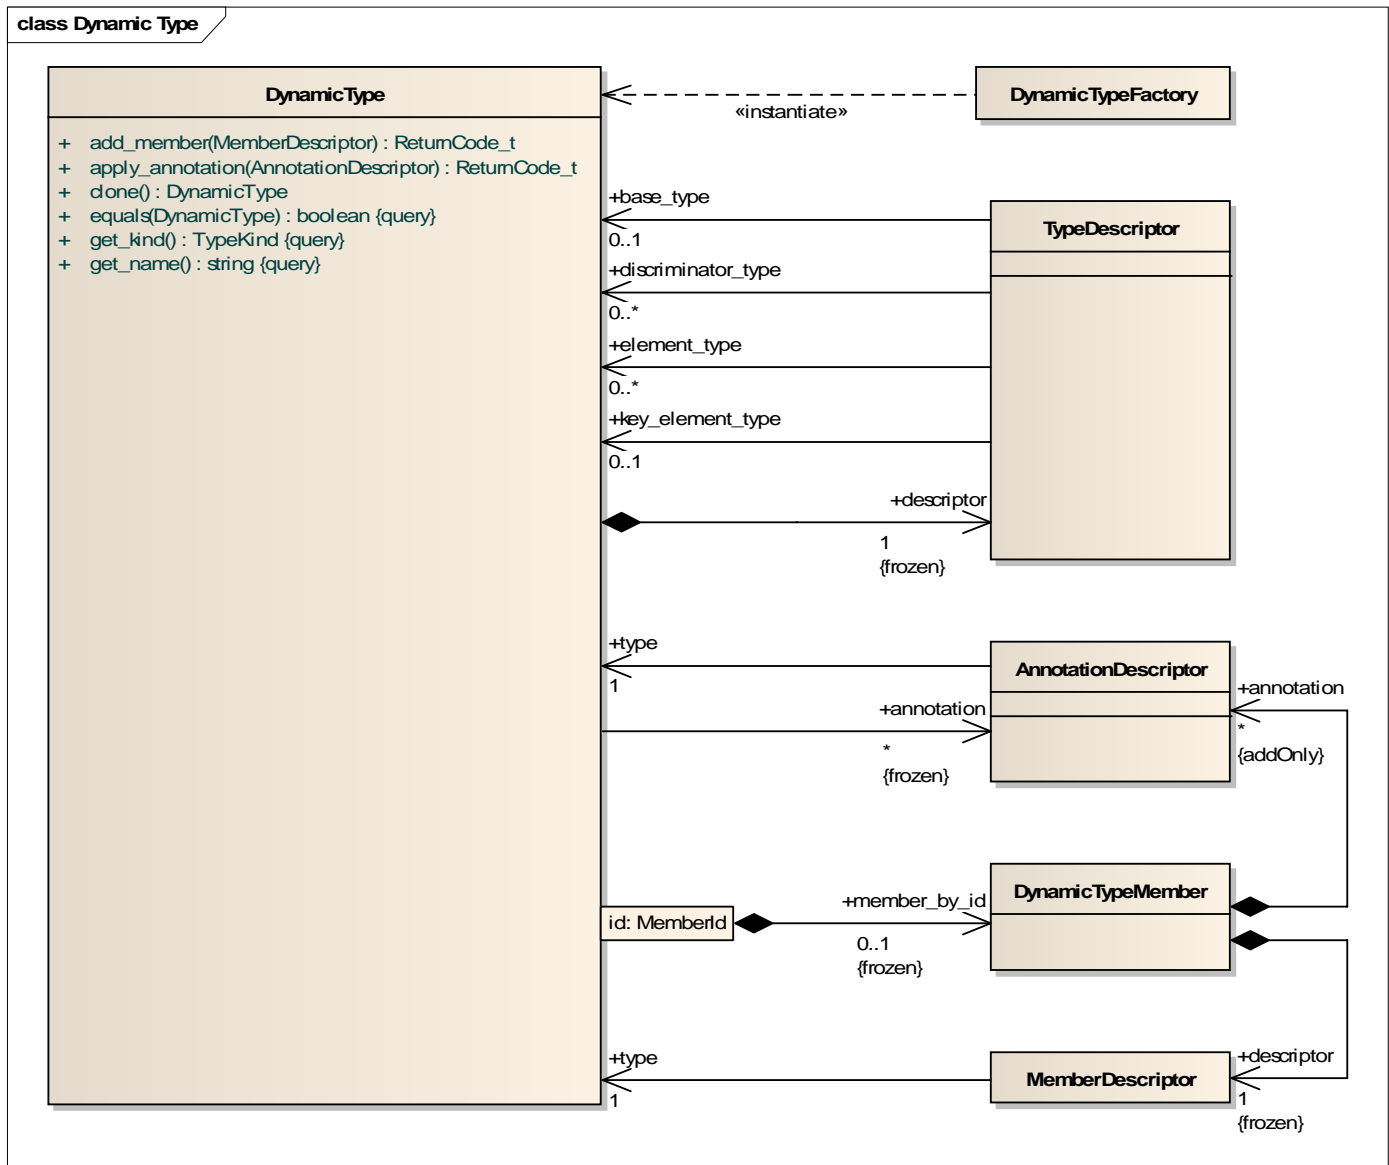 class Dynamic Type
DynamicType
+ add_member(MemberDescriptor) : ReturnCode_t
+ apply_annotation(AnnotationDescriptor) : ReturnCode_t
+ clone() : DynamicType
+ equals(DynamicType) : boolean {query}
+ get_kind() : TypeKind {query}
+ get_name() : string {query}
DynamicTypeFactory
«instantiate»
TypeDescriptor
+base_type
0..1
+discriminator_type
0..*
+element_type
0..*
+key_element_type
0..1
+descriptor
1
{frozen}
+type
1
AnnotationDescriptor
+annotation
*
{frozen}
+annotation
*
{addOnly}
id: MemberId
+member_by_id
0..1
{frozen}
DynamicTypeMember
+type
1
MemberDescriptor
+descriptor
1
{frozen}